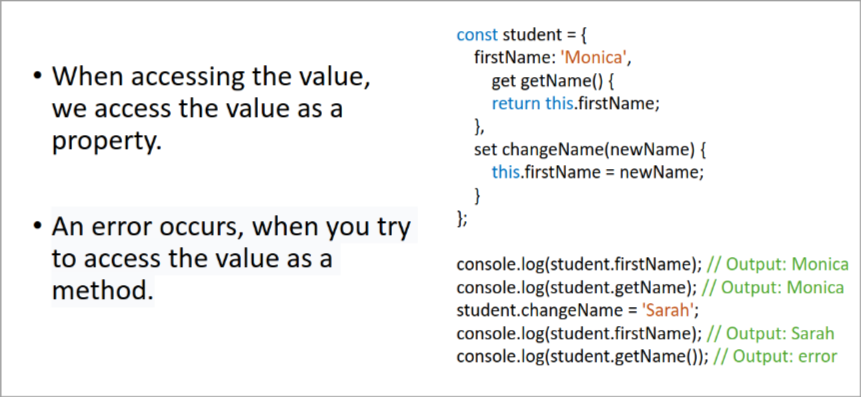 • When accessing the value,
we access the value as a
property.
• An error occurs, when you try
to access the value as a
method.
const student = {
firstName: 'Monica',
get getName() {
return this.firstName;
},
set changeName(newName) {
this.firstName = newName;
}
};
console.log(student.firstName); // Output: Monica
console.log(student.getName); // Output: Monica
student.changeName = 'Sarah';
console.log(student.firstName); // Output: Sarah
console.log(student.getName()); // Output: error